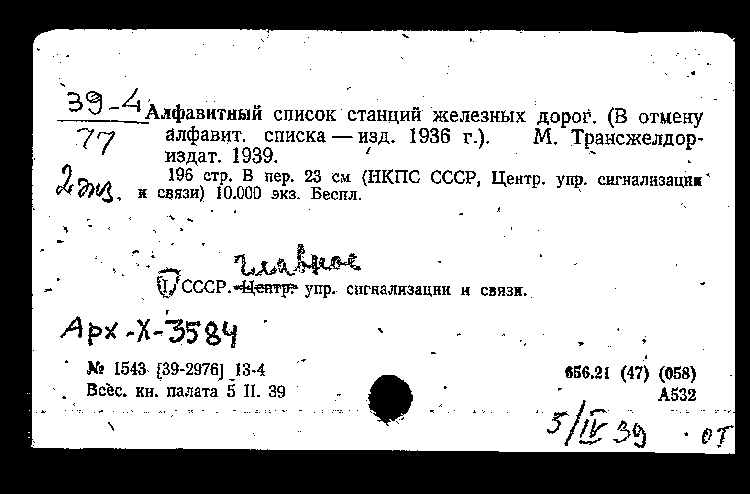 39-4
77
2 экз.
Алфавитный список станций железных дорог. (В отмену
алфавит. списка — изд. 1936 г.). М. Трансжелдор-
издат. 1939.
196 стр. В пер. 23 см (НКПС СССР, Центр. упр. сигнализации
и связи) 10.000 экз. Беспл.
главное
I. СССР. Центр. упр. сигнализации и связи.
Арх-X-3584
№ 1543 [39-2976] 13-4
Всес. кн. палата 5 II. 39
656.21 (47) (058)
А532
5/IV 39
от